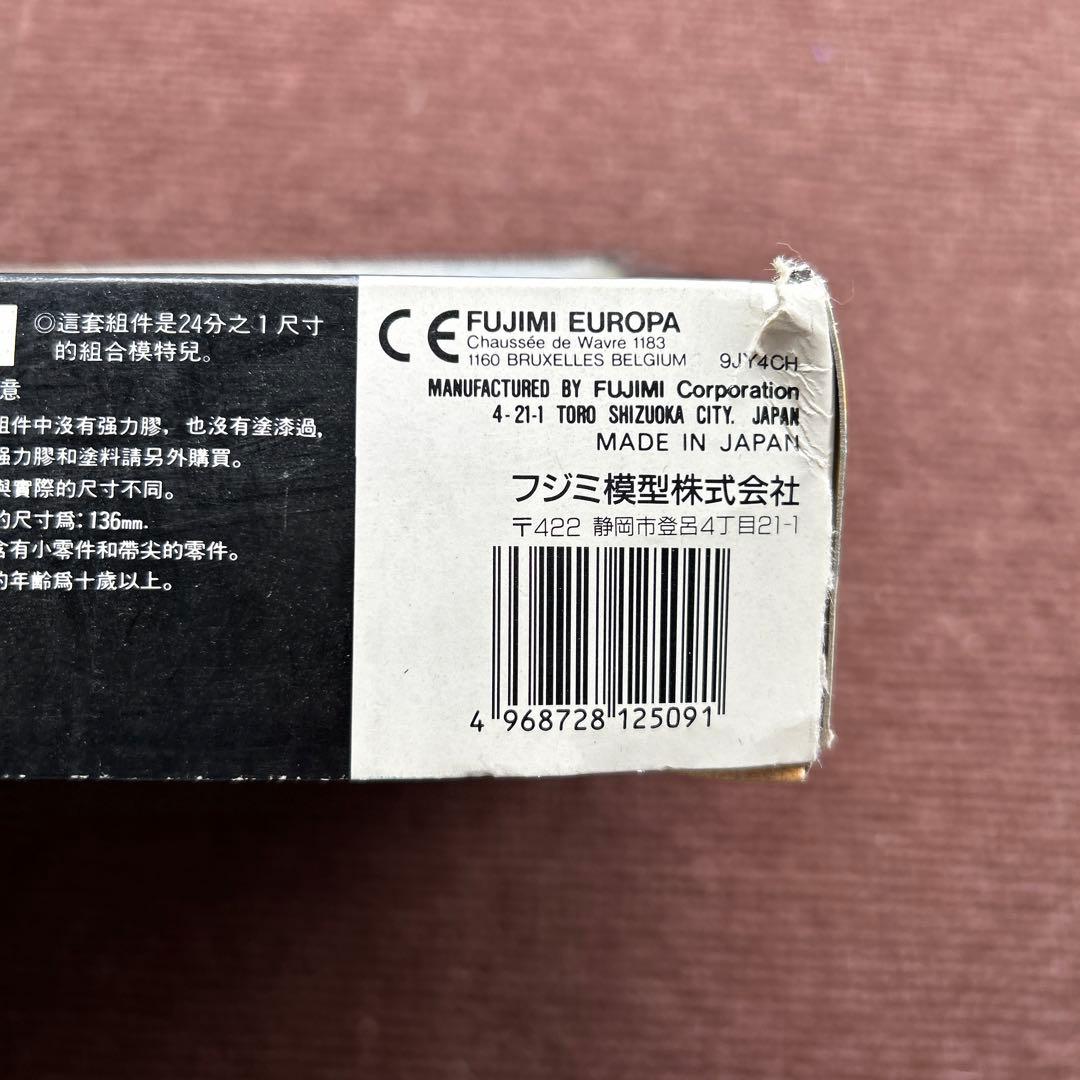 ◎這套組件是24分之1尺寸
的組合模特兒。
意
組件中沒有强力膠，也沒有塗漆過，
强力膠和塗料請另外購買。
與實際的尺寸不同。
的尺寸爲：136mm.
含有小零件和帶尖的零件。
的年齡爲十歲以上。
CE FUJIMI EUROPA
Chaussée de Wavre 1183
1160 BRUXELLES BELGIUM 9JY4CH
MANUFACTURED BY FUJIMI Corporation
4-21-1 TORO SHIZUOKA CITY. JAPAN
MADE IN JAPAN
フジミ模型株式会社
〒422 静岡市登呂4丁目21-1
4 968728 125091